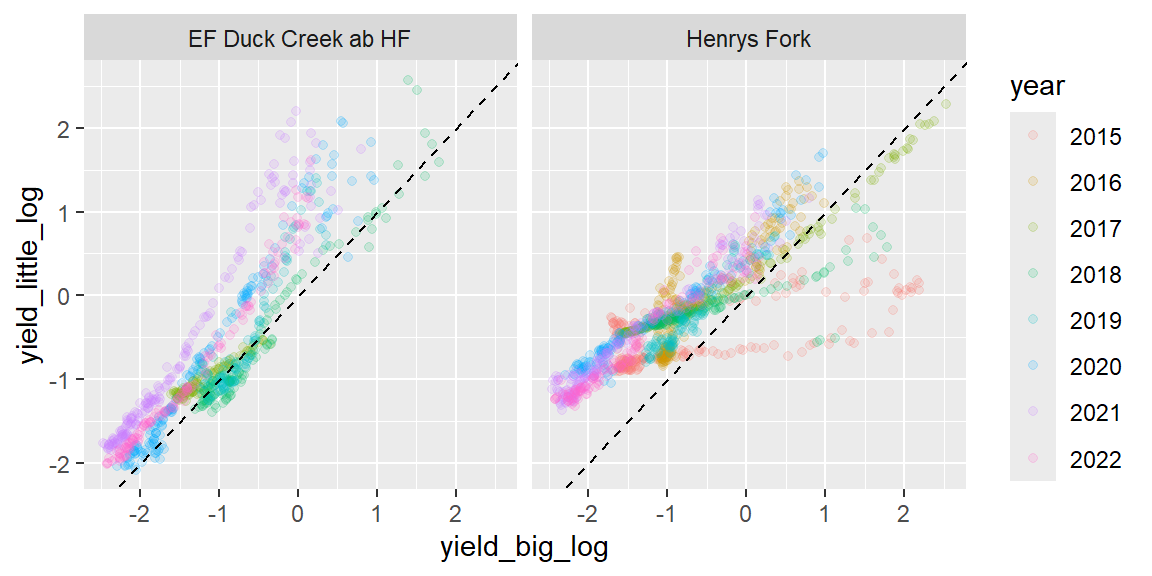 EF Duck Creek ab HF
Henrys Fork
yield_little_log
2
1
0
-1
-2
-2 -1 0 1 2
-2 -1 0 1 2
yield_big_log
year
2015
2016
2017
2018
2019
2020
2021
2022